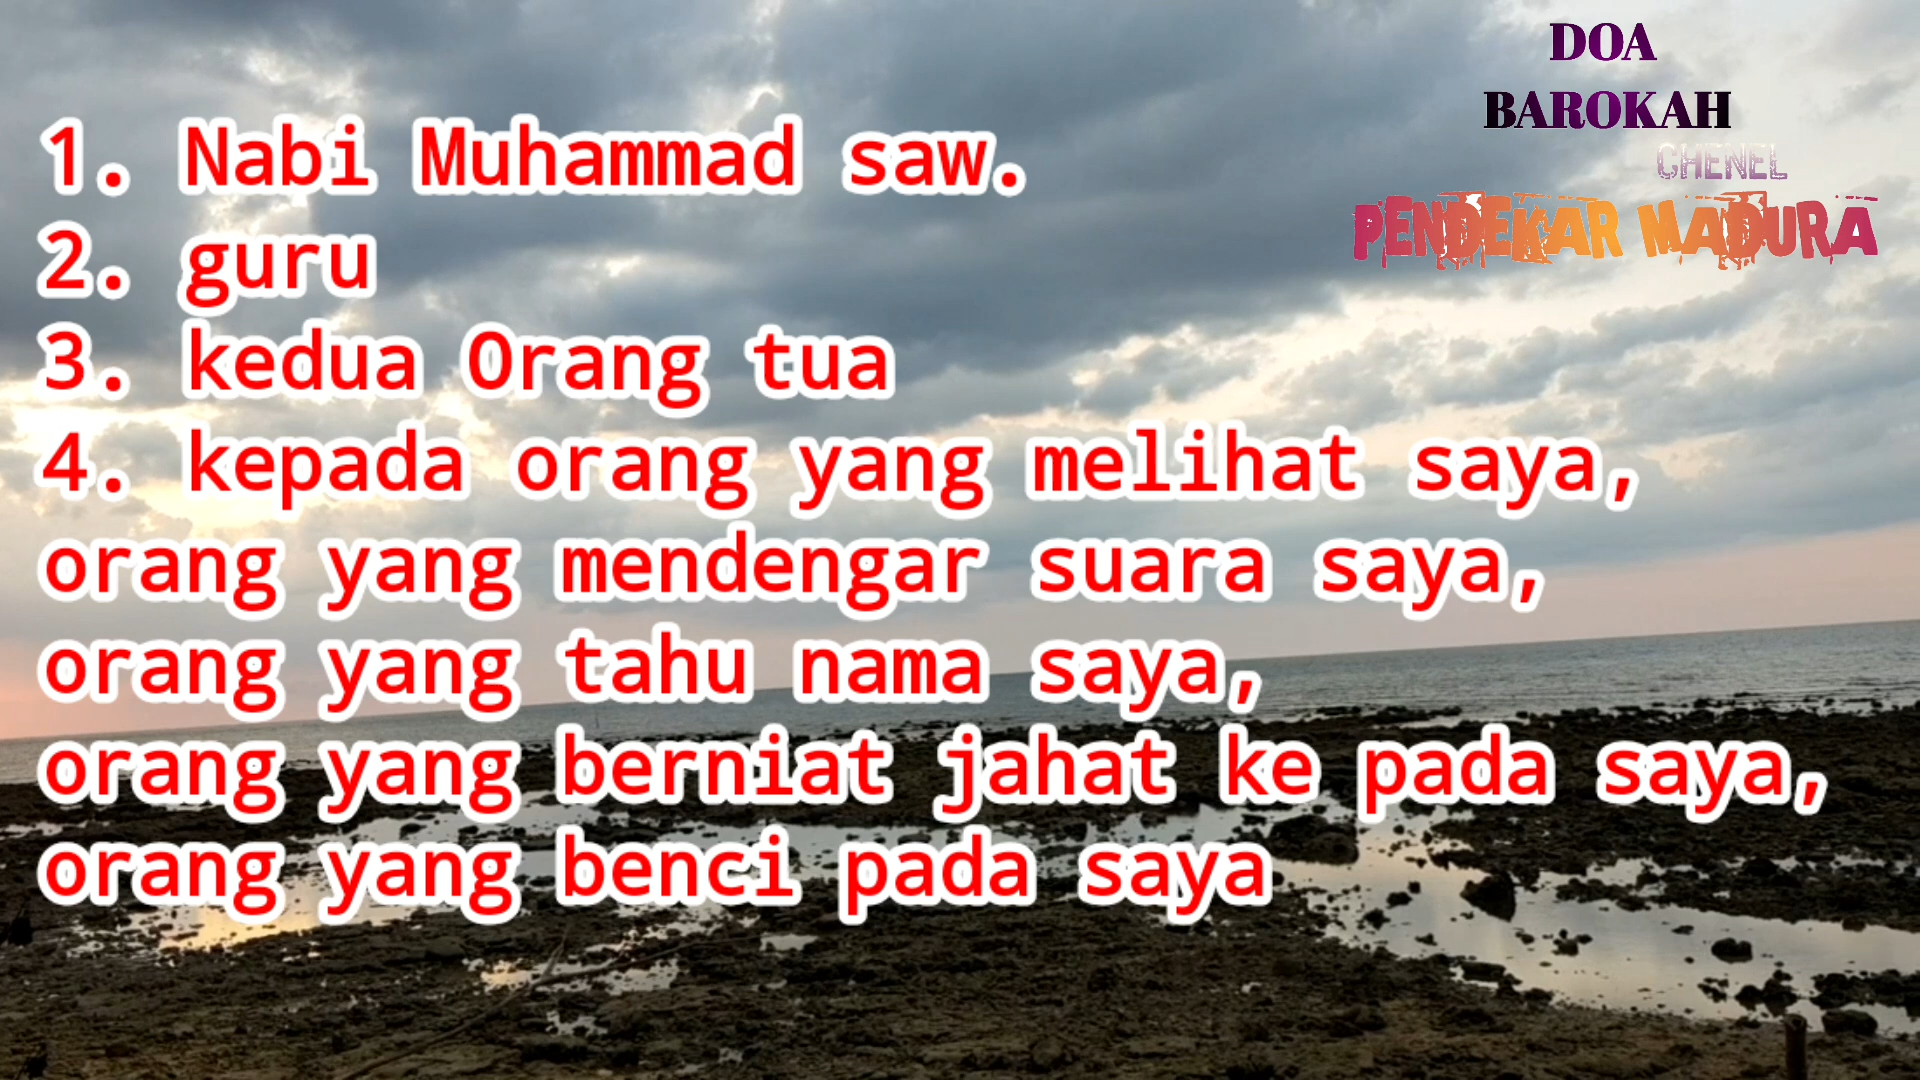 DOA
BAROKAH
CHENEL
PENDEKAR MADURA
1. Nabi Muhammad saw.
2. guru
3. kedua Orang tua
4. kepada orang yang melihat saya,
orang yang mendengar suara saya,
orang yang tahu nama saya,
orang yang berniat jahat ke pada saya,
orang yang benci pada saya